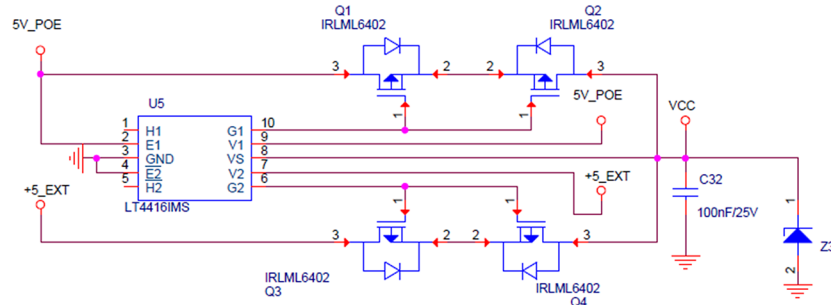 Q1
Q2
5V_POE
IRLML6402
IRLML6402
3
2
2
3
U5
1
1
5V_POE
VCC
1
H1
G1
10
2
E1
V1
9
3
GND
VS
8
4
E2
V2
7
5
H2
G2
6
+5_EXT
LT4416IMS
+5_EXT
C32
100nF/25V
1
1
1
3
2
2
3
2
Z3
IRLML6402
Q3
IRLML6402
Q4